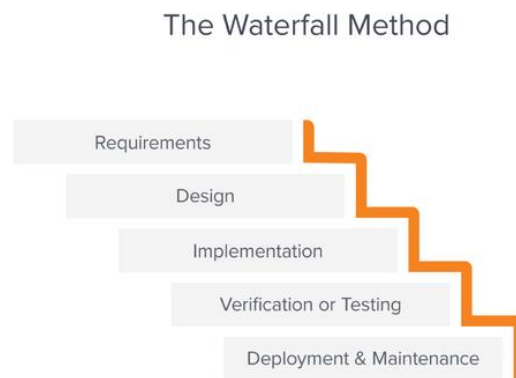 The Waterfall Method
Requirements
Design
Implementation
Verification or Testing
Deployment & Maintenance